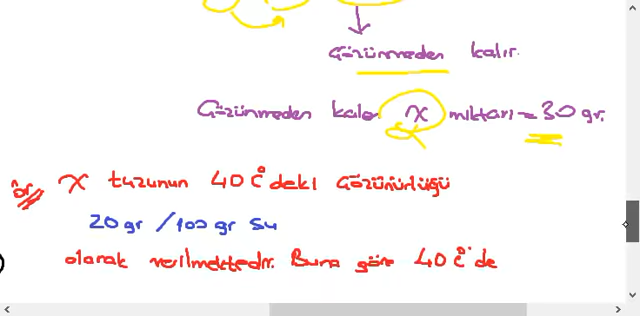 Çözünmeden kalır.
Çözünmeden kalan X miktarı = 30 gr.
Ör X tuzunun 40 C° deki çözünürlüğü
20 gr / 100 gr su
olarak verilmektedir. Buna göre 40 C° de